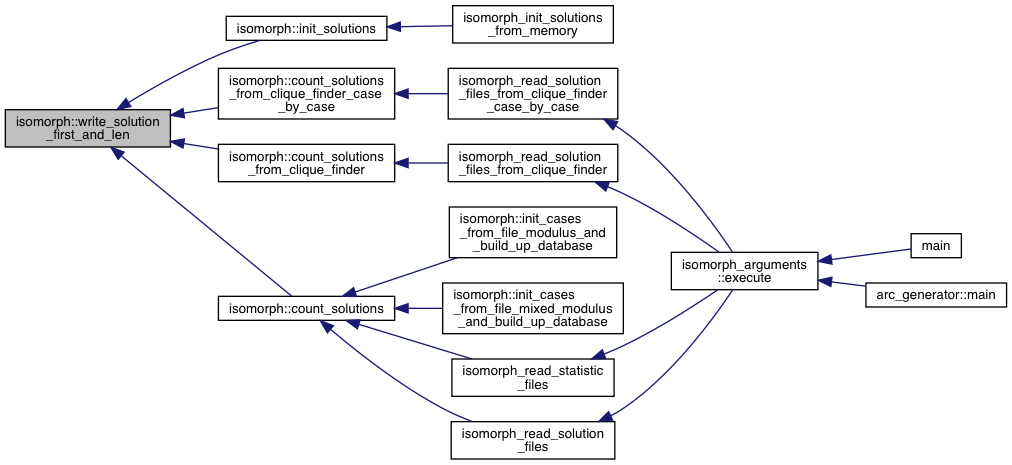 isomorph::write_solution
_first_and_len
isomorph::init_solutions
isomorph_init_solutions
_from_memory
isomorph::count_solutions
_from_clique_finder_case
_by_case
isomorph_read_solution
_files_from_clique_finder
_case_by_case
isomorph::count_solutions
_from_clique_finder
isomorph_read_solution
_files_from_clique_finder
isomorph::count_solutions
isomorph::init_cases
_from_file_modulus_and
_build_up_database
isomorph::init_cases
_from_file_mixed_modulus
_and_build_up_database
isomorph_read_statistic
_files
isomorph_read_solution
_files
isomorph_arguments
::execute
main
arc_generator::main